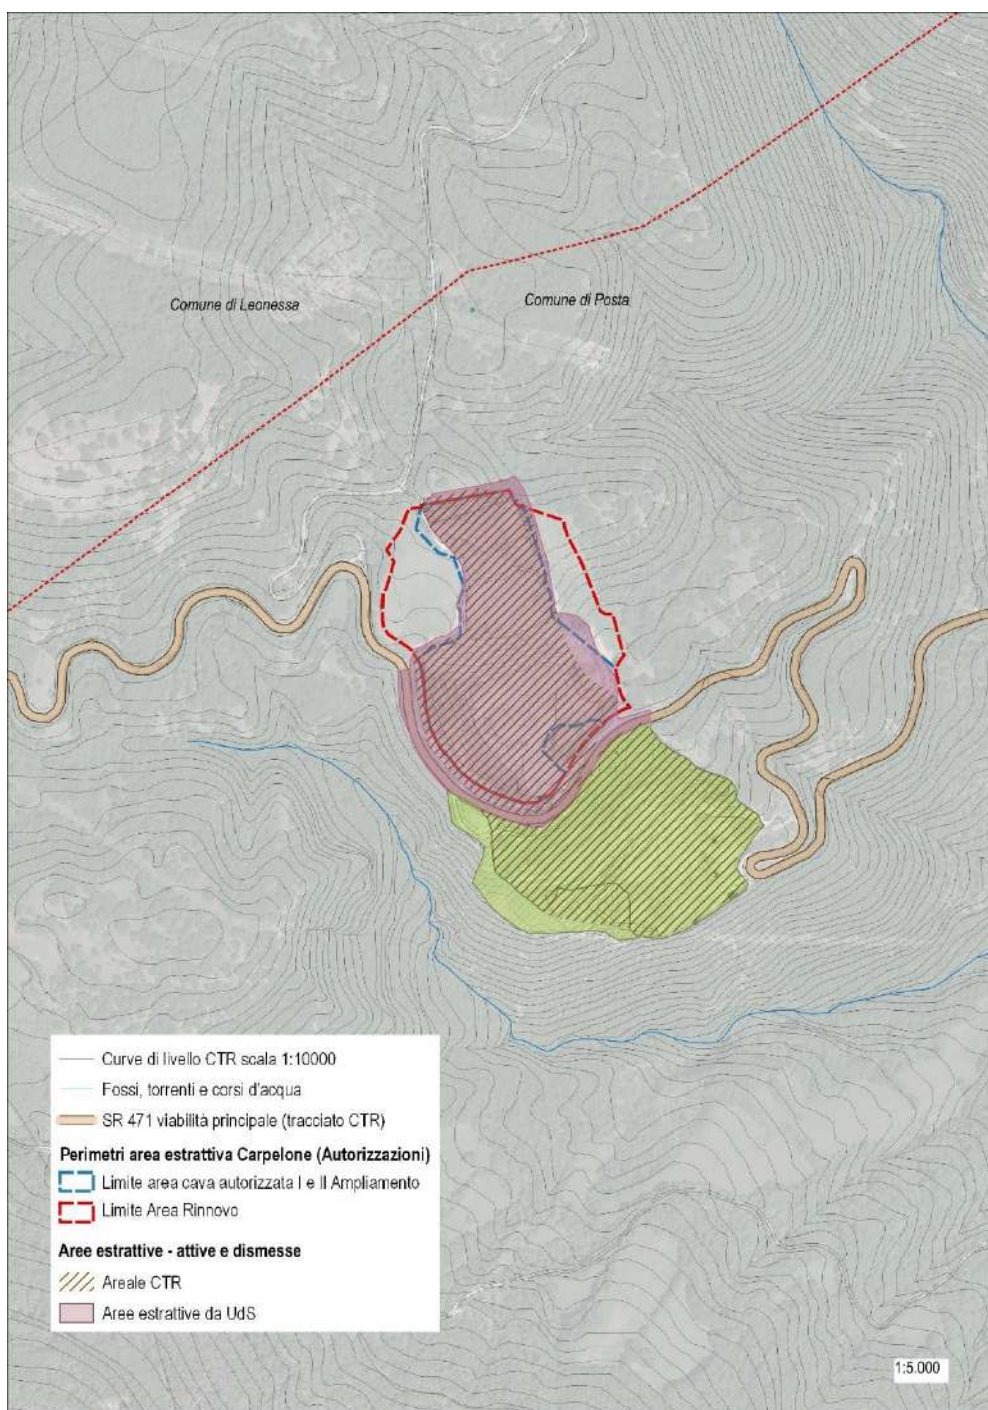 Comune di Leonessa
Comune di Posta
Curve di livello CTR scala 1:10000
Fossi, torrenti e corsi d'acqua
SR 471 viabilità principale (tracciato CTR)
Perimetri area estrattiva Carpelone (Autorizzazioni)
Limite area cava autorizzata I e II Ampliamento
Limite Area Rinnovo
Aree estrattive - attive e dismesse
Areale CTR
Aree estrattive da UdS
1:5.000